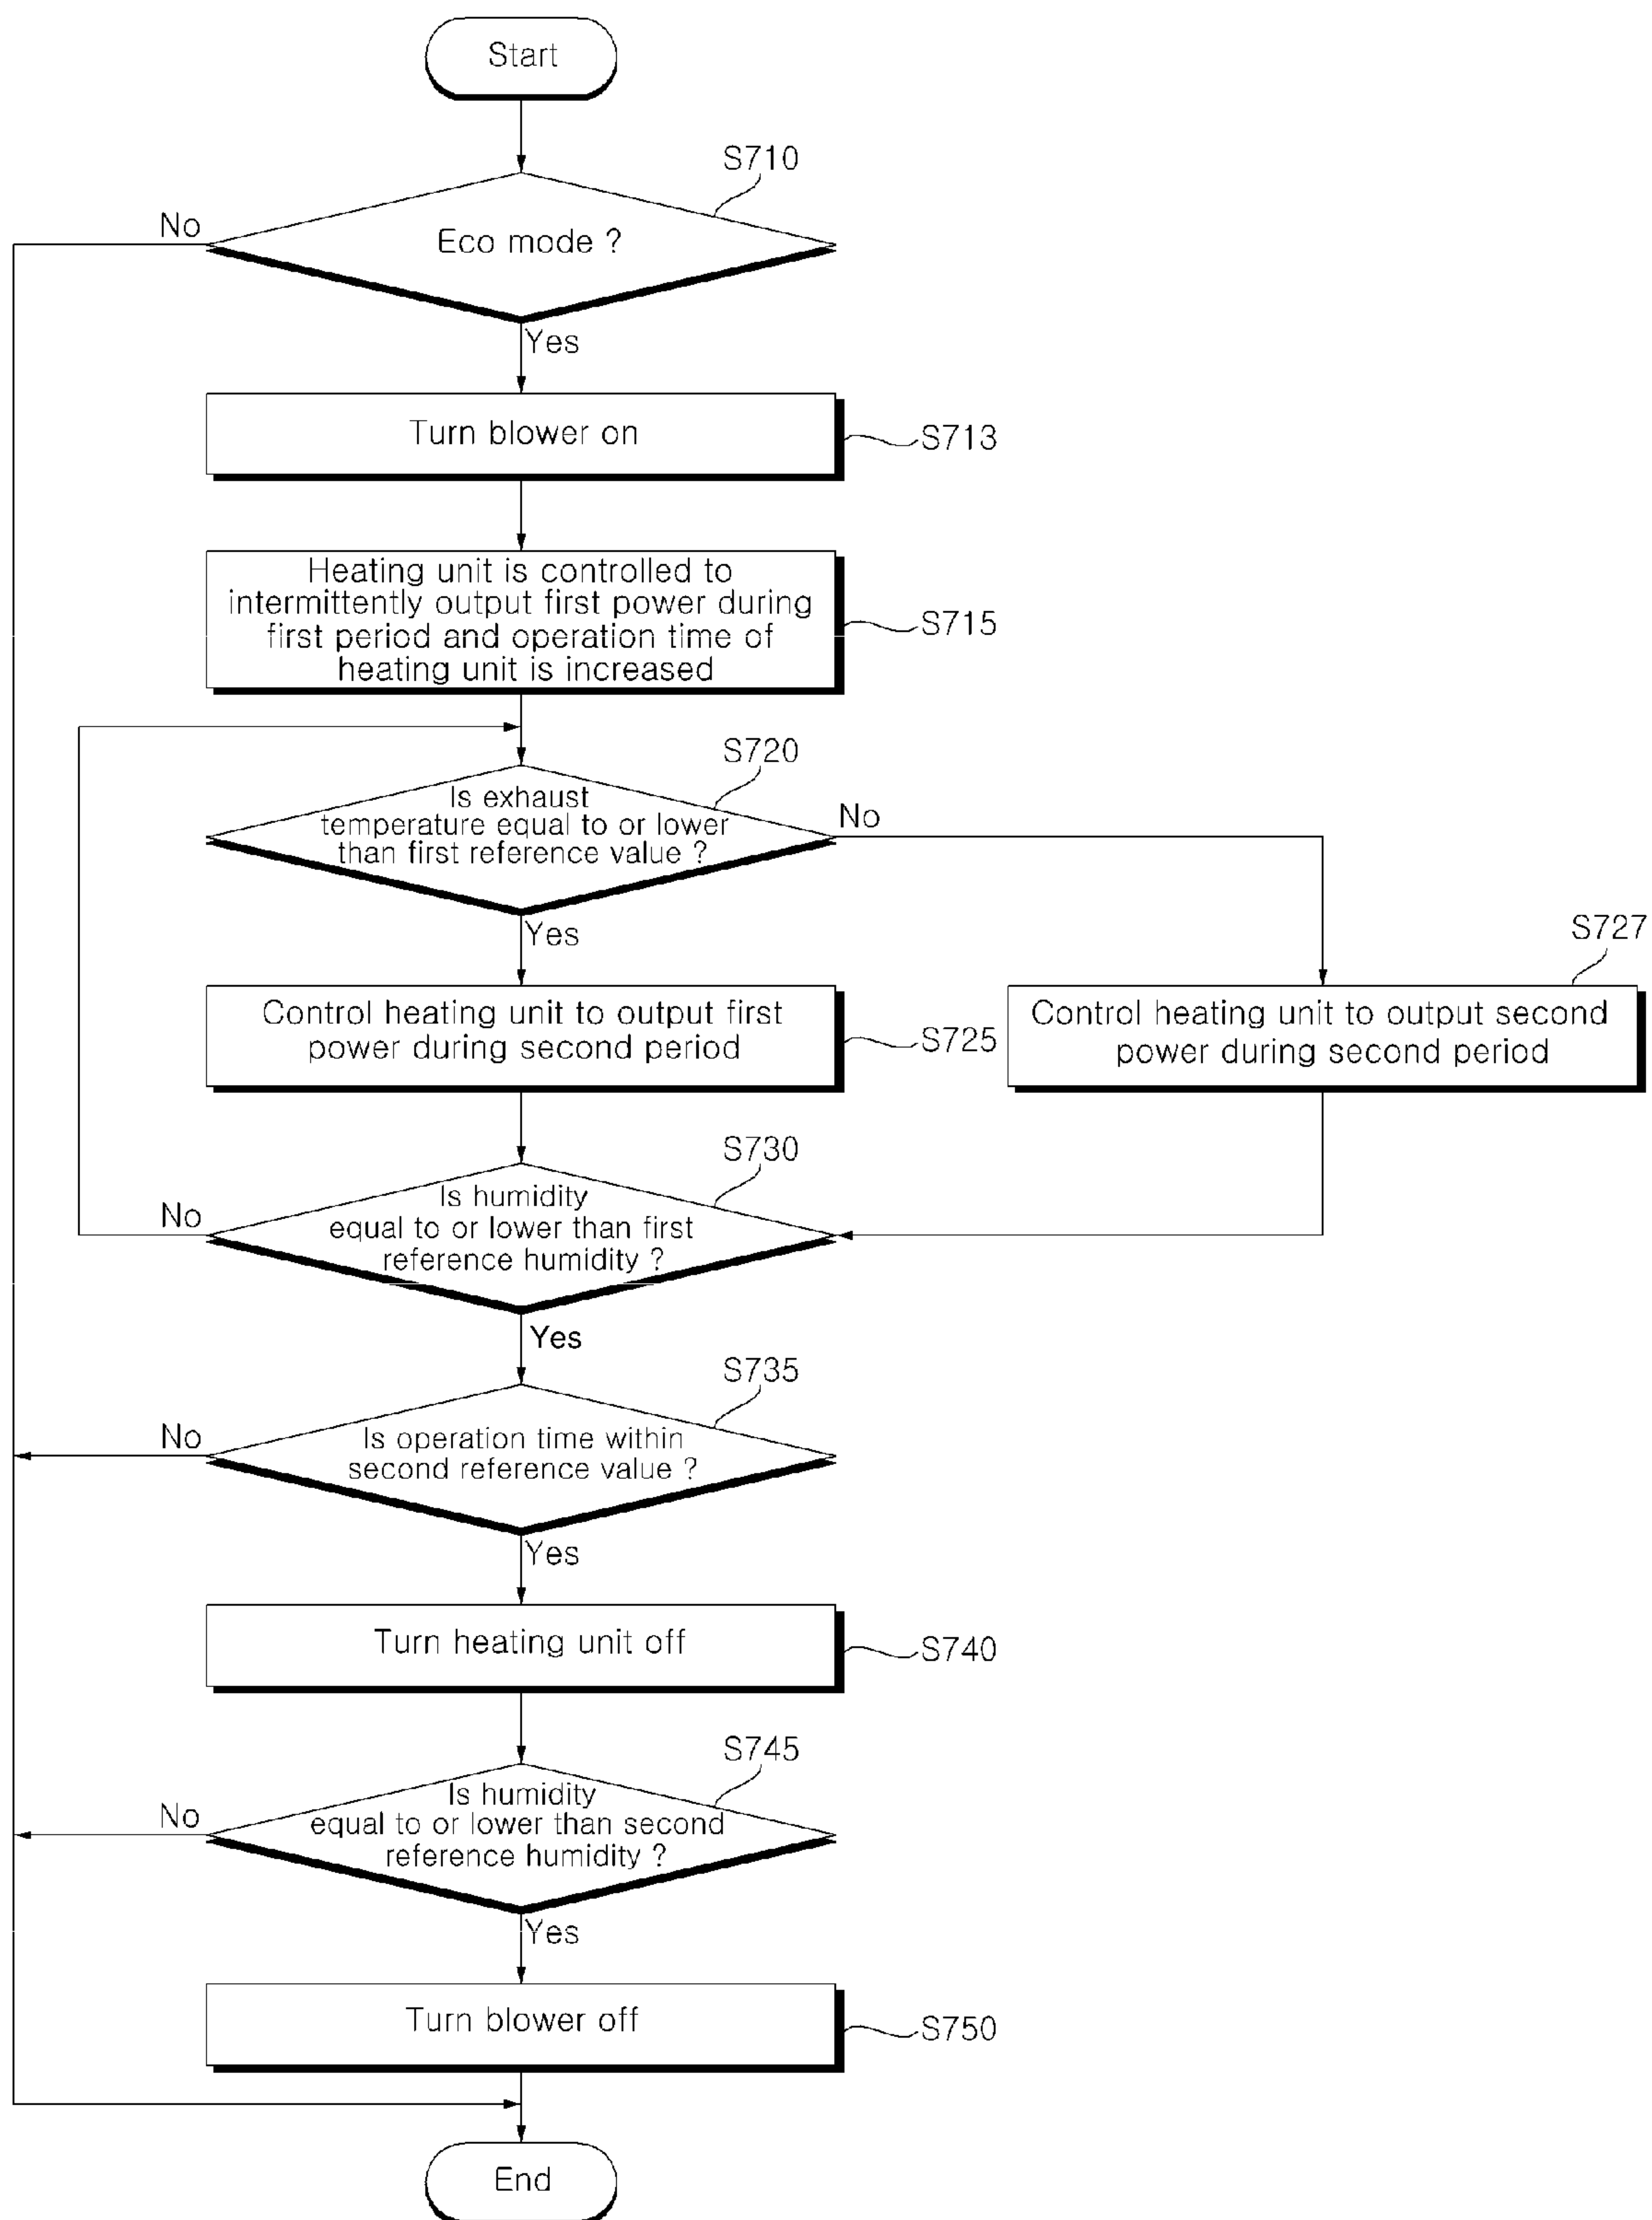 Start
S710
No
Eco mode ?
Yes
Turn blower on
S713
Heating unit is controlled to
intermittently output first power during
first period and operation time of
heating unit is increased
S715
S720
Is exhaust
temperature equal to or lower
than first reference value ?
No
Yes
S727
Control heating unit to output first
power during second period
S725
Control heating unit to output second
power during second period
S730
No
Is humidity
equal to or lower than first
reference humidity ?
Yes
S735
No
Is operation time within
second reference value ?
Yes
Turn heating unit off
S740
S745
No
Is humidity
equal to or lower than second
reference humidity ?
Yes
Turn blower off
S750
End